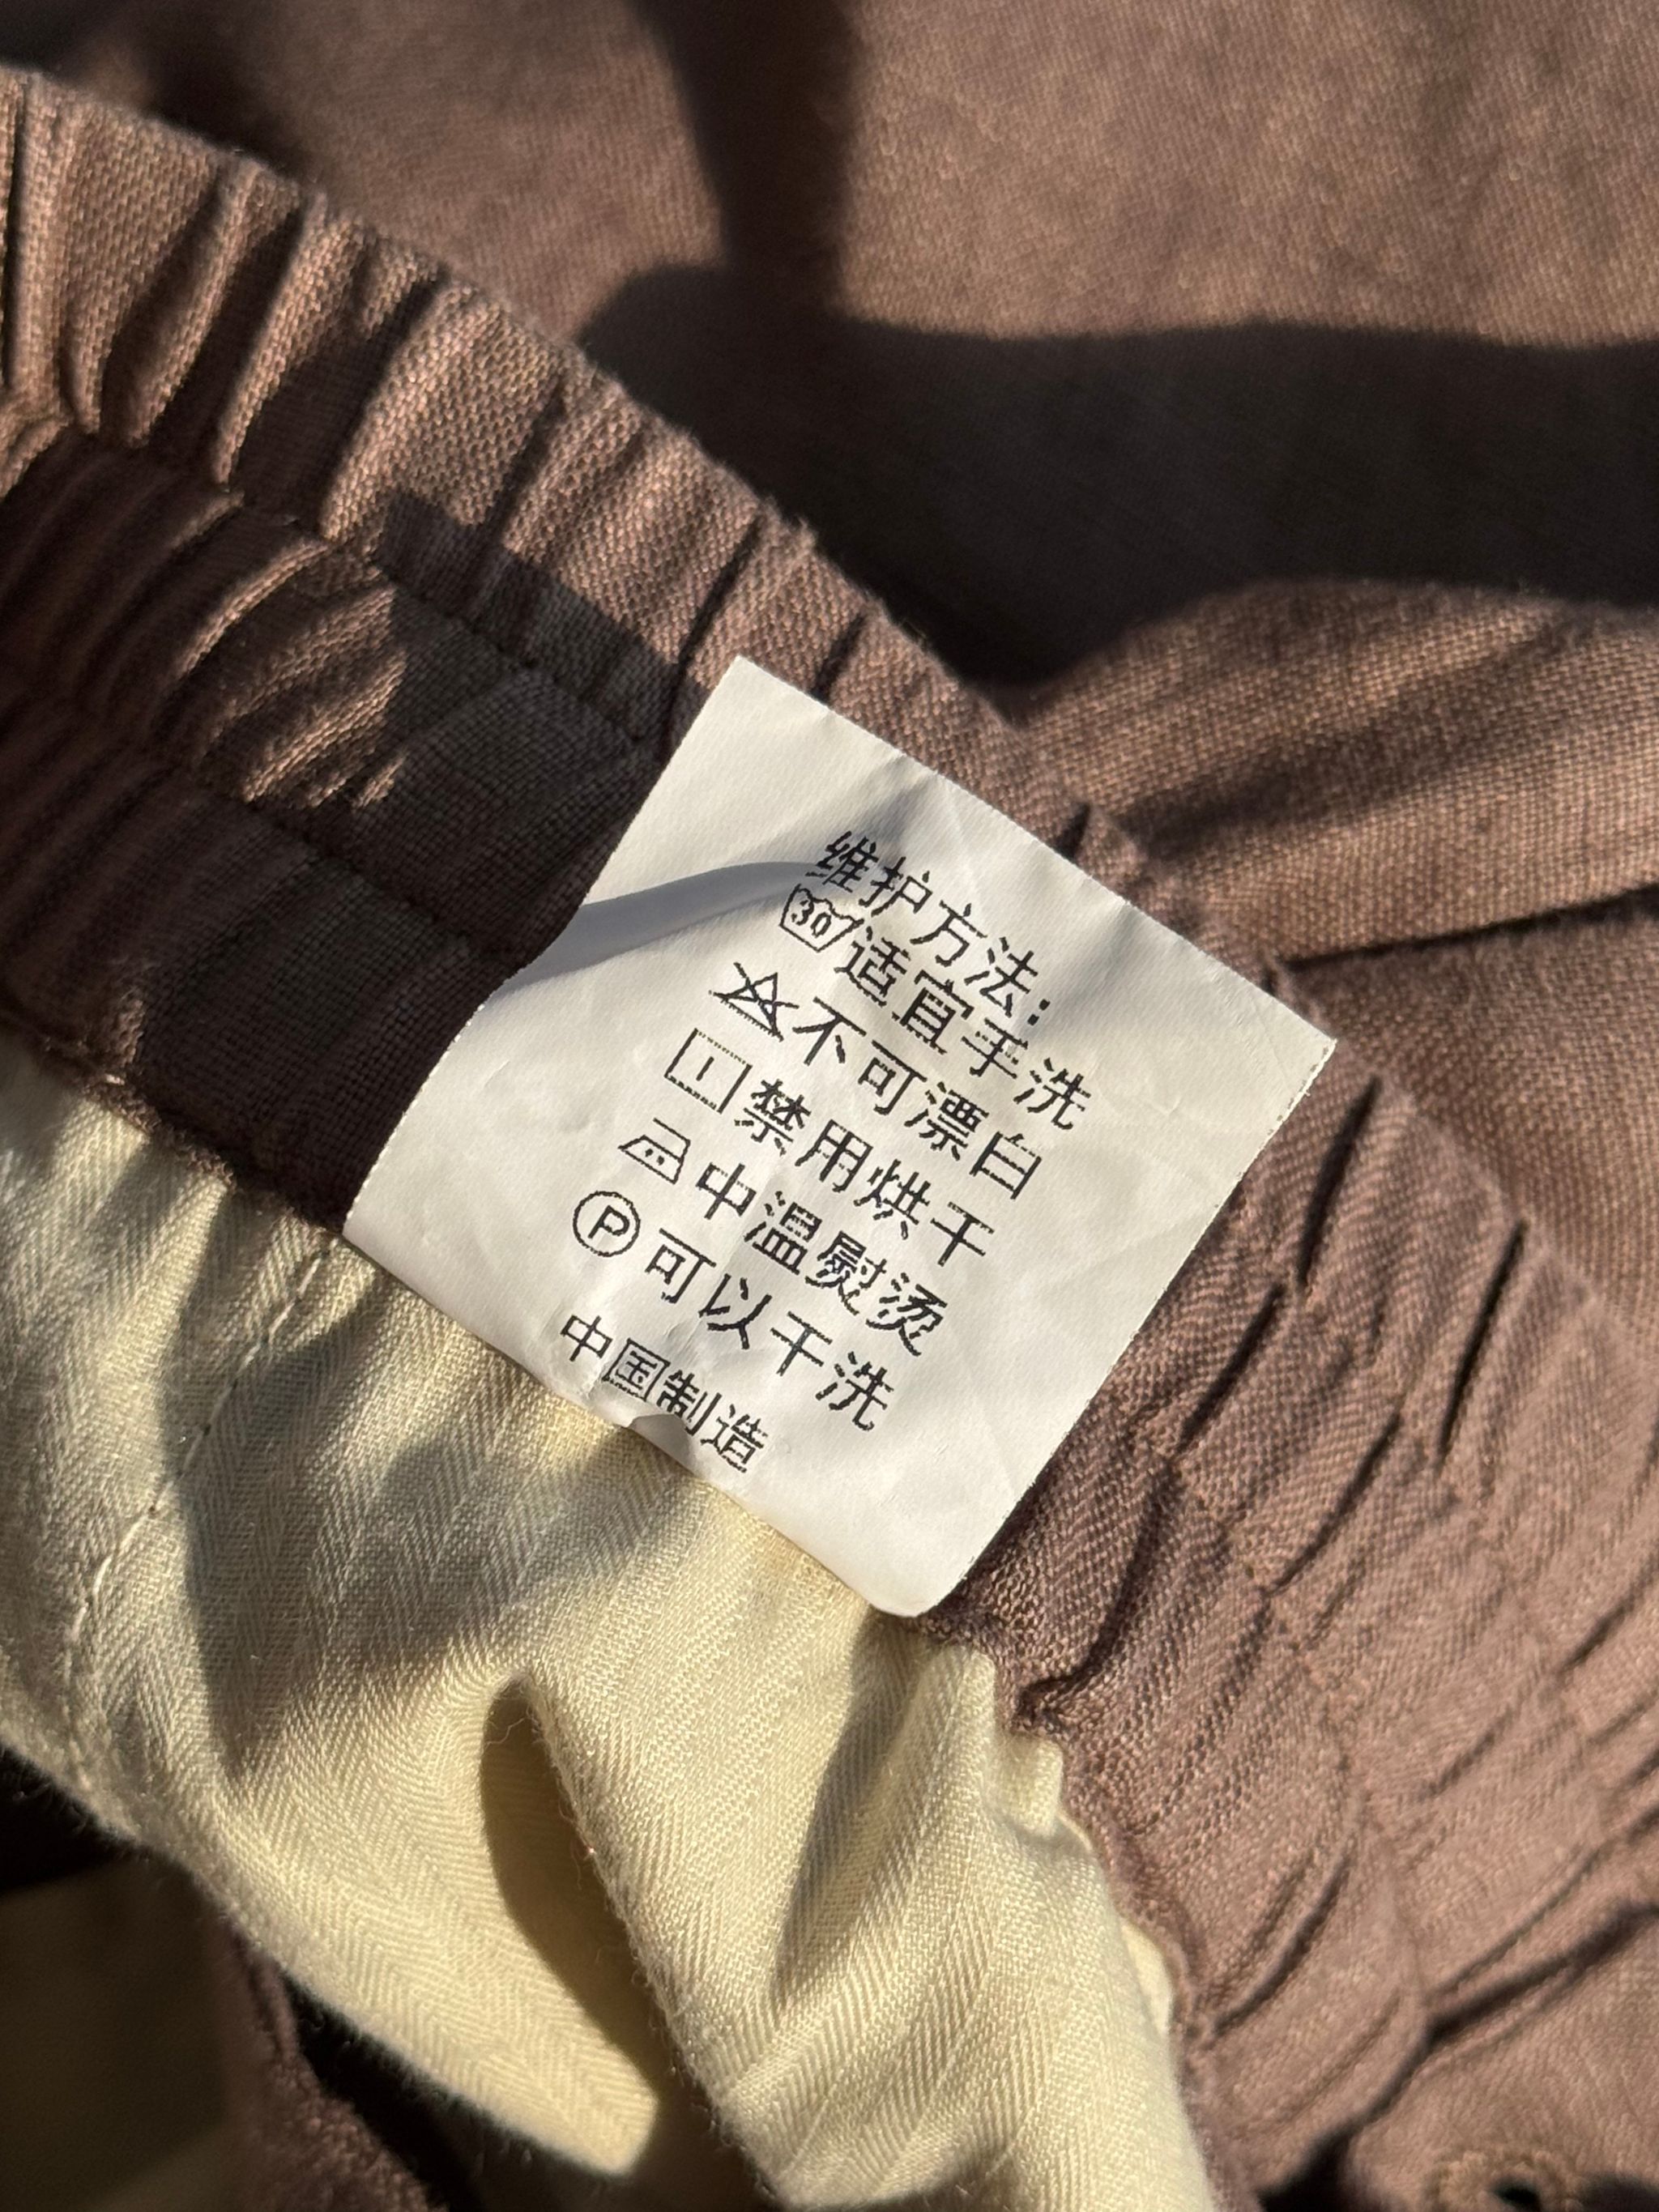 维护方法:
30 适宜手洗
不可漂白
禁用烘干
中温熨烫
P 可以干洗
中国制造